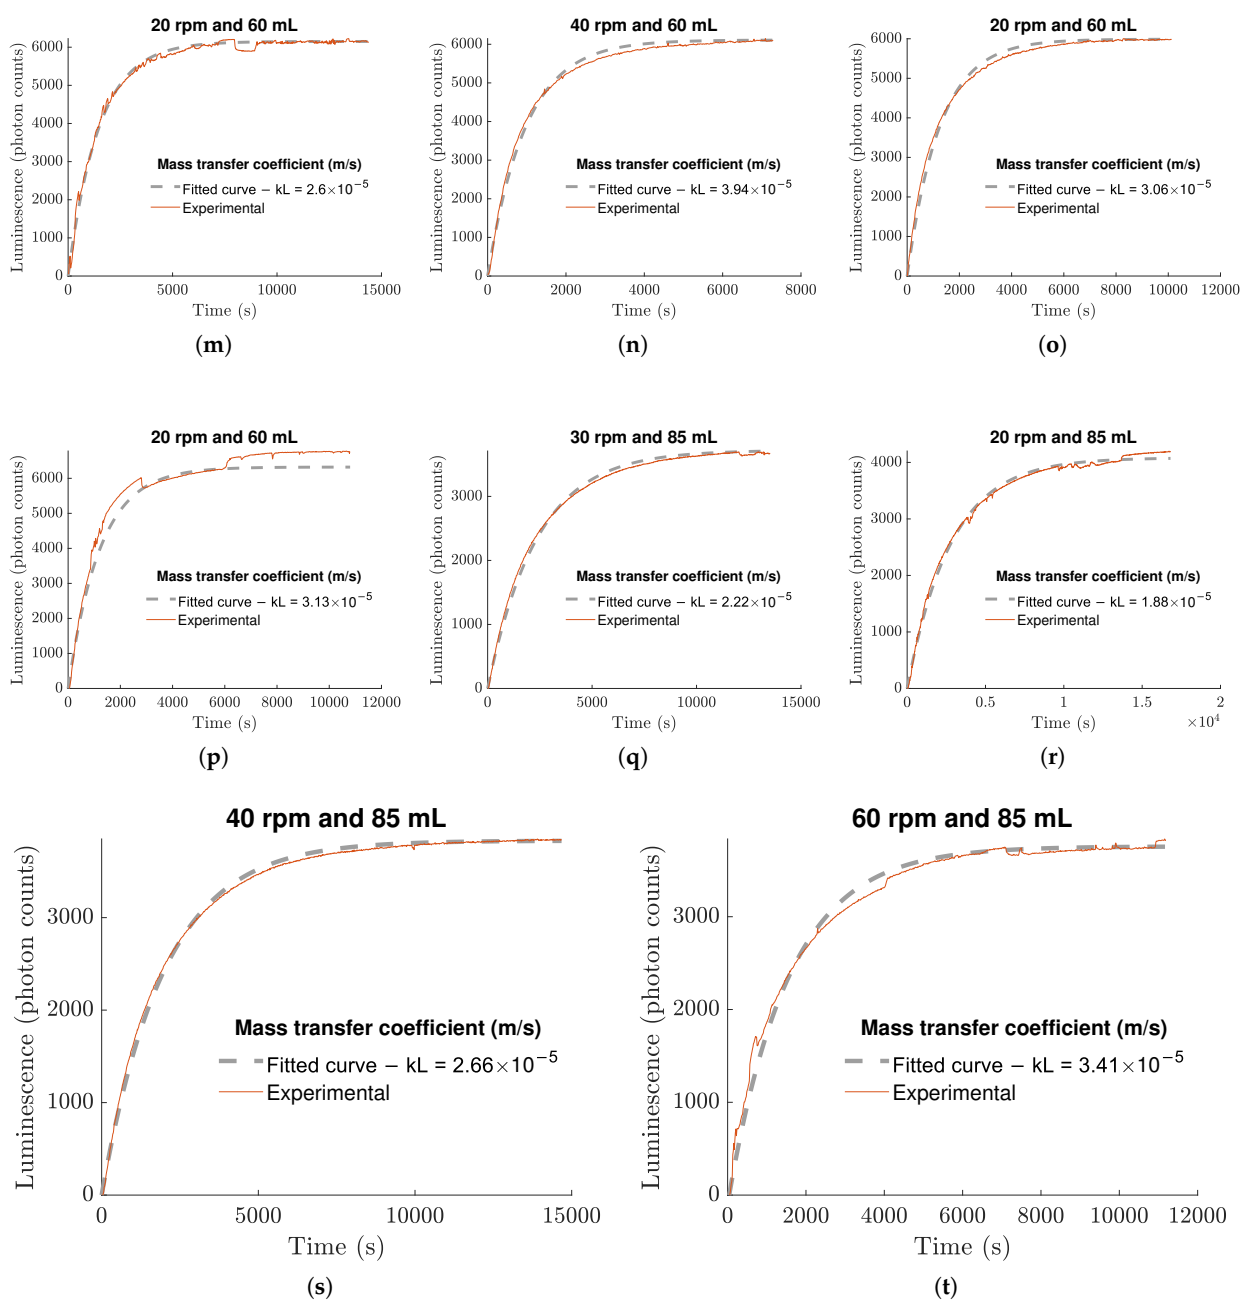 20 rpm and 60 mL
Luminescence (photon counts)
6000
5000
4000
3000
2000
1000
0
Mass transfer coefficient (m/s)
Fitted curve − kL = 2.6×10⁻⁵
Experimental
0 5000 10000 15000
Time (s)
(m)
40 rpm and 60 mL
Luminescence (photon counts)
6000
5000
4000
3000
2000
1000
0
Mass transfer coefficient (m/s)
Fitted curve − kL = 3.94×10⁻⁵
Experimental
0 2000 4000 6000 8000
Time (s)
(n)
20 rpm and 60 mL
Luminescence (photon counts)
6000
5000
4000
3000
2000
1000
0
Mass transfer coefficient (m/s)
Fitted curve − kL = 3.06×10⁻⁵
Experimental
0 2000 4000 6000 8000 10000 12000
Time (s)
(o)
20 rpm and 60 mL
Luminescence (photon counts)
6000
5000
4000
3000
2000
1000
0
Mass transfer coefficient (m/s)
Fitted curve − kL = 3.13×10⁻⁵
Experimental
0 2000 4000 6000 8000 10000 12000
Time (s)
(p)
30 rpm and 85 mL
Luminescence (photon counts)
3000
2000
1000
0
Mass transfer coefficient (m/s)
Fitted curve − kL = 2.22×10⁻⁵
Experimental
0 5000 10000 15000
Time (s)
(q)
20 rpm and 85 mL
Luminescence (photon counts)
4000
3000
2000
1000
0
Mass transfer coefficient (m/s)
Fitted curve − kL = 1.88×10⁻⁵
Experimental
0 0.5 1 1.5 2
Time (s)
×10⁴
(r)
40 rpm and 85 mL
Luminescence (photon counts)
3000
2000
1000
0
Mass transfer coefficient (m/s)
Fitted curve − kL = 2.66×10⁻⁵
Experimental
0 5000 10000 15000
Time (s)
(s)
60 rpm and 85 mL
Luminescence (photon counts)
3000
2000
1000
0
Mass transfer coefficient (m/s)
Fitted curve − kL = 3.41×10⁻⁵
Experimental
0 2000 4000 6000 8000 10000 12000
Time (s)
(t)